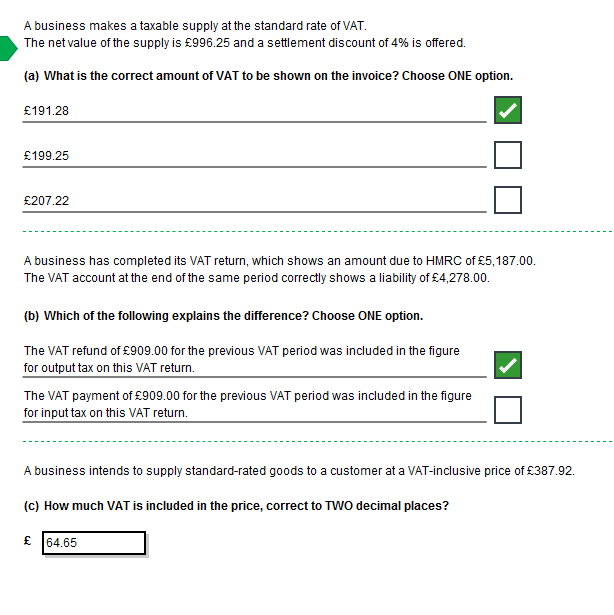 A business makes a taxable supply at the standard rate of VAT.
The net value of the supply is £996.25 and a settlement discount of 4% is offered.
(a) What is the correct amount of VAT to be shown on the invoice? Choose ONE option.
£191.28
£199.25
£207.22
A business has completed its VAT return, which shows an amount due to HMRC of £5,187.00.
The VAT account at the end of the same period correctly shows a liability of £4,278.00.
(b) Which of the following explains the difference? Choose ONE option.
The VAT refund of £909.00 for the previous VAT period was included in the figure
for output tax on this VAT return.
The VAT payment of £909.00 for the previous VAT period was included in the figure
for input tax on this VAT return.
A business intends to supply standard-rated goods to a customer at a VAT-inclusive price of £387.92.
(c) How much VAT is included in the price, correct to TWO decimal places?
£ 64.65